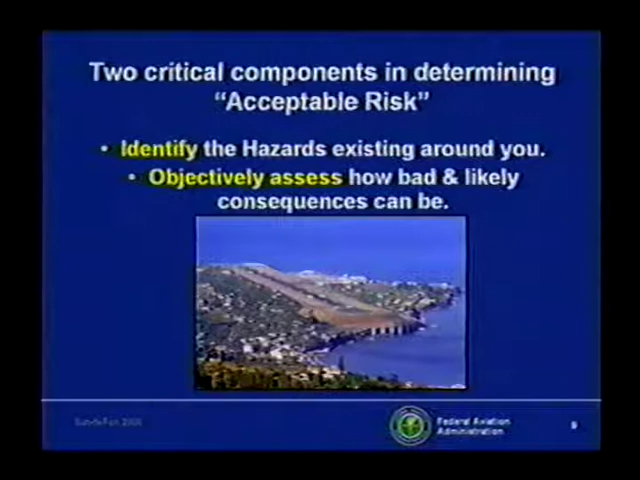 Two critical components in determining
“Acceptable Risk”
• Identify the Hazards existing around you.
• Objectively assess how bad & likely
consequences can be.
Federal Aviation
Administration